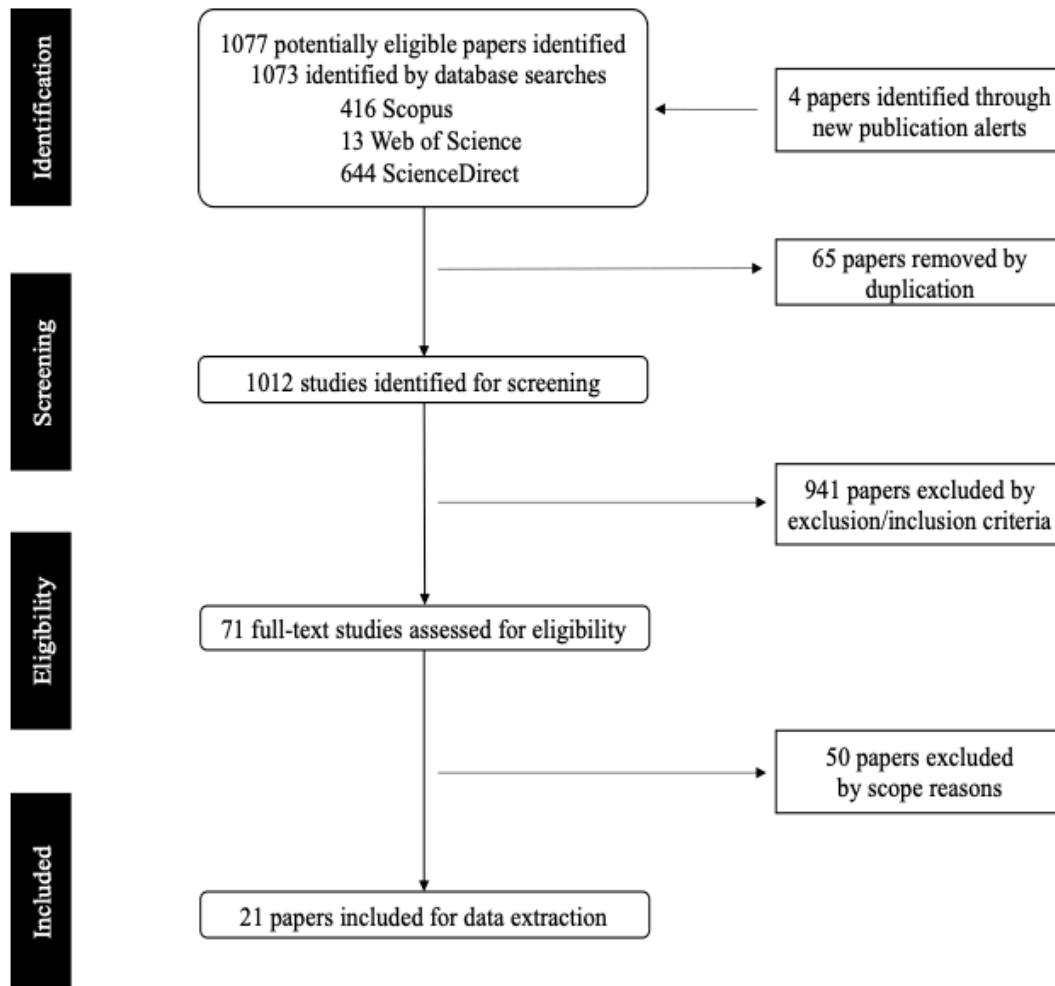 Identification
1077 potentially eligible papers identified
1073 identified by database searches
416 Scopus
13 Web of Science
644 ScienceDirect
4 papers identified through
new publication alerts
65 papers removed by
duplication
Screening
1012 studies identified for screening
941 papers excluded by
exclusion/inclusion criteria
Eligibility
71 full-text studies assessed for eligibility
50 papers excluded
by scope reasons
Included
21 papers included for data extraction